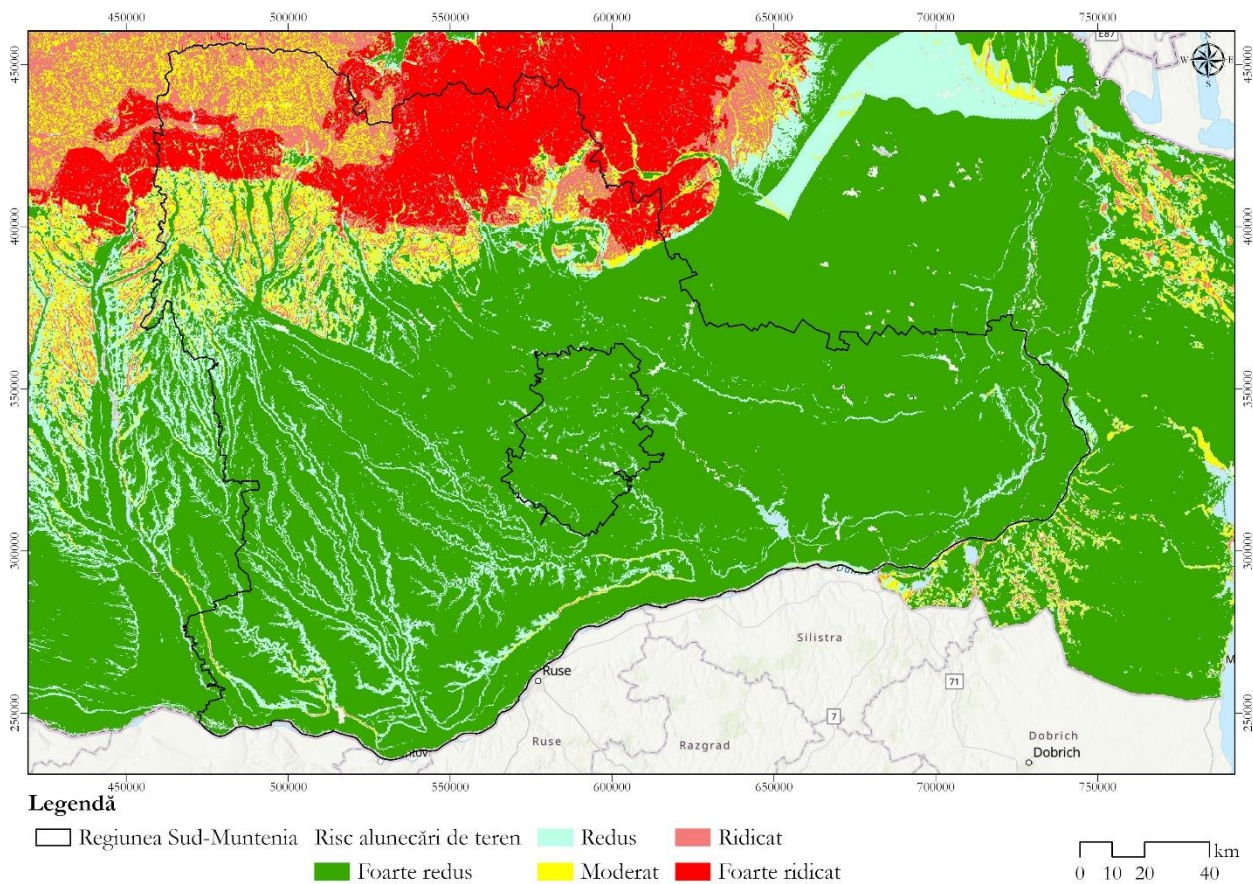 450000 500000 550000 600000 650000 700000 750000
E87
N
W E
S
450000 450000
400000 400000
350000 350000
300000 300000
250000 250000
Silistra
Ruse
71
7
Ruse
Razgrad
Dobrich
Dobrich
M
450000 500000 550000 600000 650000 700000 750000
Legendă
Regiunea Sud-Muntenia Risc alunecări de teren Redus Ridicat
Foarte redus Moderat Foarte ridicat
km
0 10 20 40